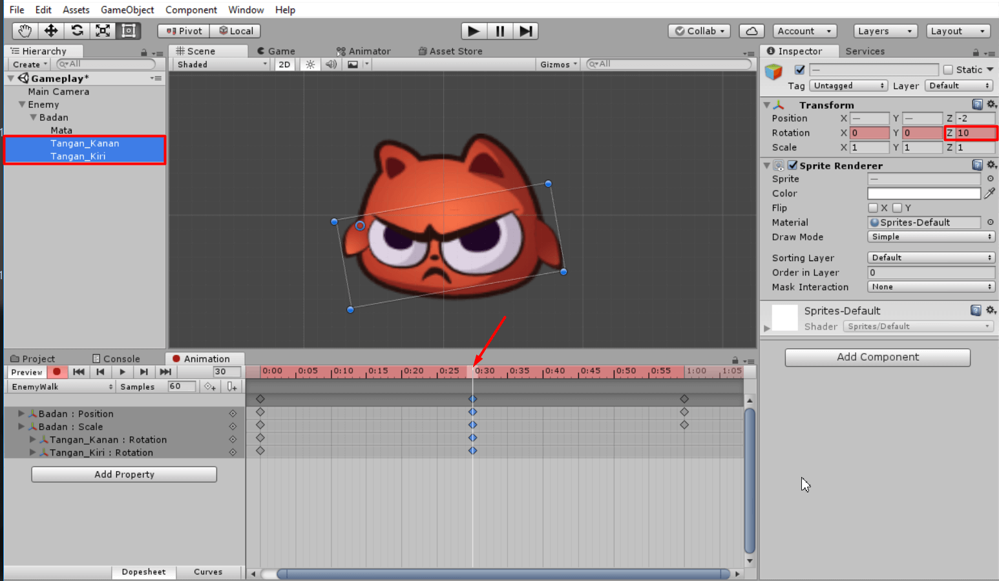 File Edit Assets GameObject Component Window Help
Pivot Local Collab Account Layers Layout
Hierarchy
Create All
Gameplay*
Main Camera
Enemy
Badan
Mata
Tangan_Kanan
Tangan_Kiri
Scene Game Animator Asset Store
Shaded 2D Gizmos All
Inspector Services
— Static
Tag Untagged Layer Default
Transform
Position X — Y — Z -2
Rotation X 0 Y 0 Z 10
Scale X 1 Y 1 Z 1
Sprite Renderer
Sprite —
Color
Flip X Y
Material Sprites-Default
Draw Mode Simple
Sorting Layer Default
Order in Layer 0
Mask Interaction None
Sprites-Default
Shader Sprites/Default
Add Component
Project Console Animation
Preview 30 0:00 0:05 0:10 0:15 0:20 0:25 0:30 0:35 0:40 0:45 0:50 0:55 1:00 1:05
EnemyWalk Samples 60
Badan : Position
Badan : Scale
Tangan_Kanan : Rotation
Tangan_Kiri : Rotation
Add Property
Dopesheet Curves